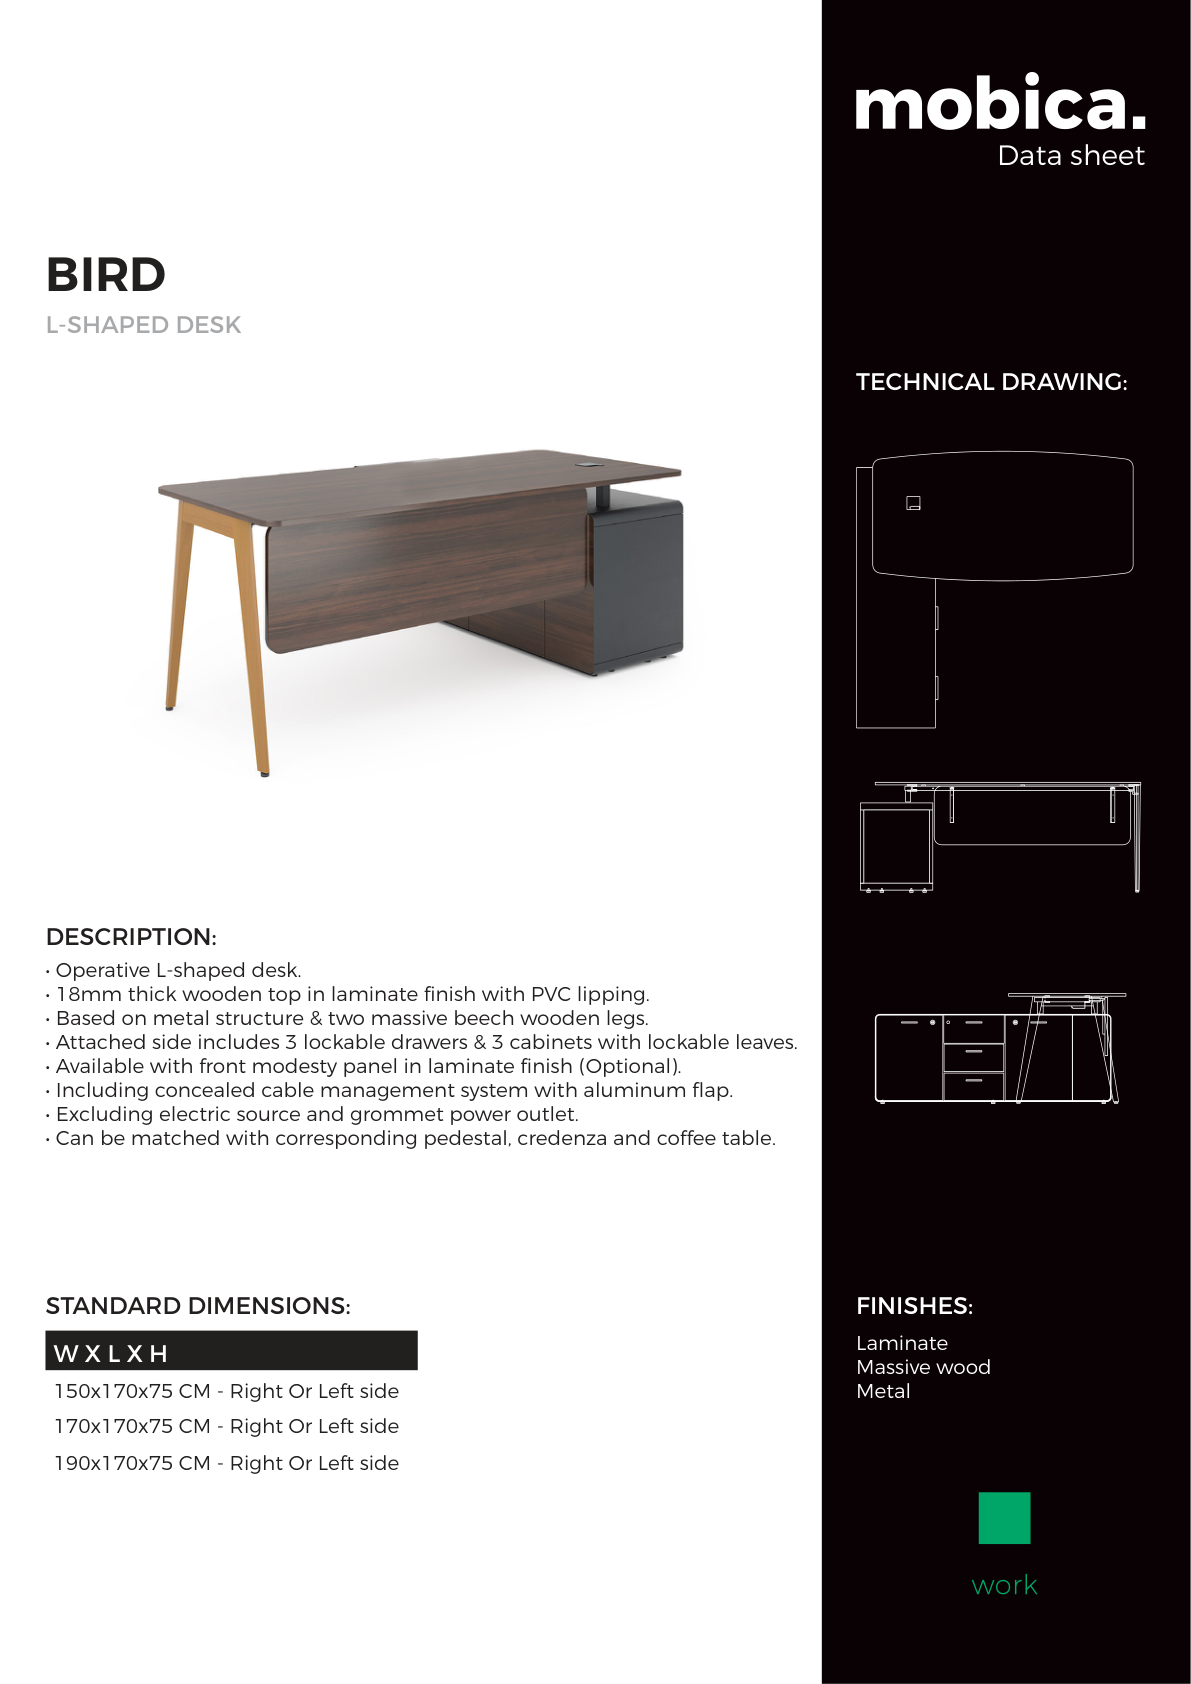 mobica.
Data sheet
BIRD
L-SHAPED DESK
TECHNICAL DRAWING:
DESCRIPTION:
• Operative L-shaped desk.
• 18mm thick wooden top in laminate finish with PVC lipping.
• Based on metal structure & two massive beech wooden legs.
• Attached side includes 3 lockable drawers & 3 cabinets with lockable leaves.
• Available with front modesty panel in laminate finish (Optional).
• Including concealed cable management system with aluminum flap.
• Excluding electric source and grommet power outlet.
• Can be matched with corresponding pedestal, credenza and coffee table.
STANDARD DIMENSIONS:
W X L X H
150x170x75 CM - Right Or Left side
170x170x75 CM - Right Or Left side
190x170x75 CM - Right Or Left side
FINISHES:
Laminate
Massive wood
Metal
work